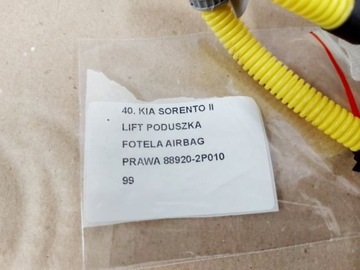 40. KIA SORENTO II
LIFT PODUSZKA
FOTELA AIRBAG
PRAWA 88920-2P010
99